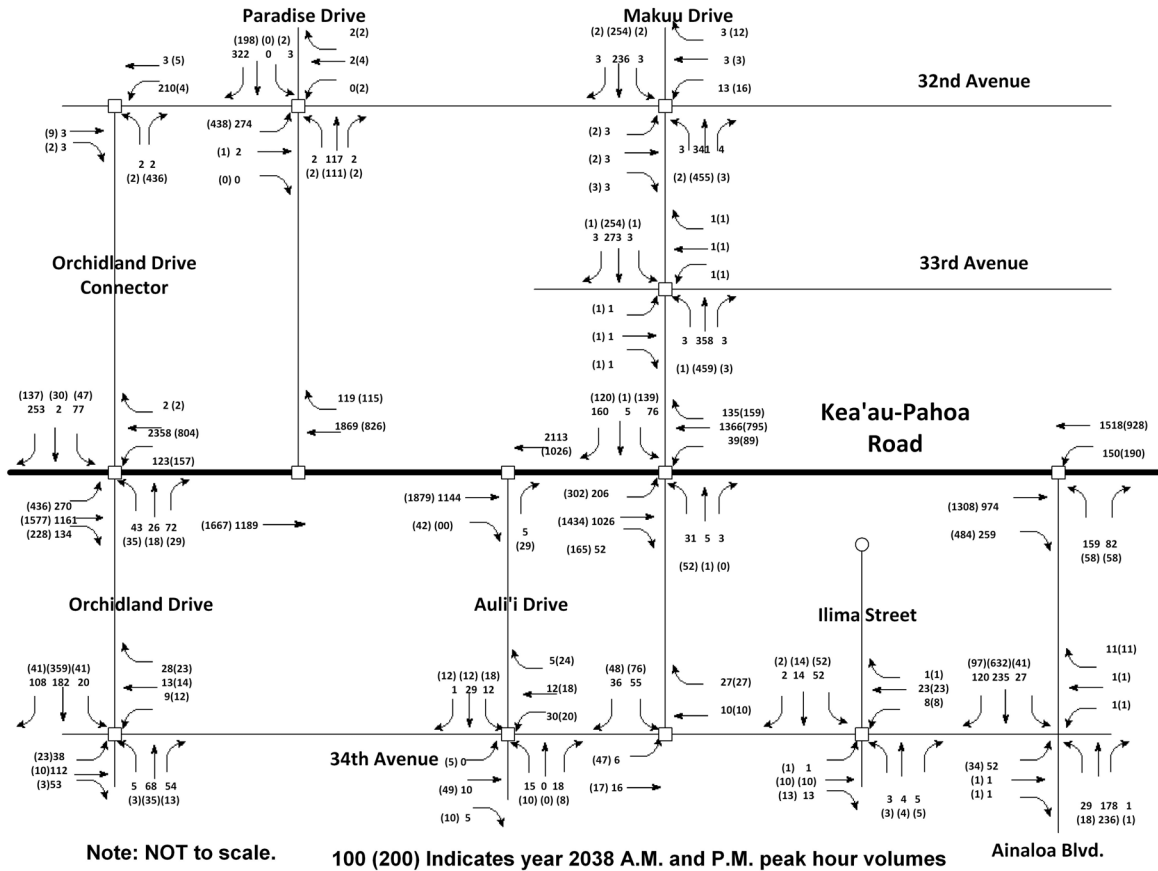 Paradise Drive
Makuu Drive
(198) (0) (2)
322 0 3
2(2)
2(4)
0(2)
(2) (254) (2)
3 236 3
3 (12)
3 (3)
13 (16)
32nd Avenue
3 (5)
210(4)
(9) 3
(2) 3
2 2
(2) (436)
(438) 274
(1) 2
(0) 0
2 117 2
(2) (111) (2)
(2) 3
(2) 3
(3) 3
3 341 4
(2) (455) (3)
Orchidland Drive
Connector
(1) (254) (1)
3 273 3
1(1)
1(1)
1(1)
33rd Avenue
(1) 1
(1) 1
(1) 1
3 358 3
(1) (459) (3)
(137) (30) (47)
253 2 77
2 (2)
2358 (804)
123(157)
119 (115)
1869 (826)
2113
(1026)
(120) (1) (139)
160 5 76
135(159)
1366(795)
39(89)
Kea'au-Pahoa
Road
1518(928)
150(190)
(436) 270
(1577) 1161
(228) 134
43 26 72
(35) (18) (29)
(1667) 1189
(1879) 1144
(42) (00)
5
(29)
(302) 206
(1434) 1026
(165) 52
31 5 3
(52) (1) (0)
(1308) 974
(484) 259
159 82
(58) (58)
Orchidland Drive
Auli'i Drive
Ilima Street
(41)(359)(41)
108 182 20
28(23)
13(14)
9(12)
(12) (12) (18)
1 29 12
5(24)
12(18)
30(20)
(48) (76)
36 55
27(27)
10(10)
(2) (14) (52)
2 14 52
1(1)
23(23)
8(8)
(97)(632)(41)
120 235 27
11(11)
1(1)
1(1)
34th Avenue
(23)38
(10)112
(3)53
5 68 54
(3)(35)(13)
(5) 0
(49) 10
(10) 5
15 0 18
(10) (0) (8)
(47) 6
(17) 16
(1) 1
(10) (10)
(13) 13
3 4 5
(3) (4) (5)
(34) 52
(1) 1
(1) 1
29 178 1
(18) 236) (1)
Note: NOT to scale.
100 (200) Indicates year 2038 A.M. and P.M. peak hour volumes
Ainaloa Blvd.